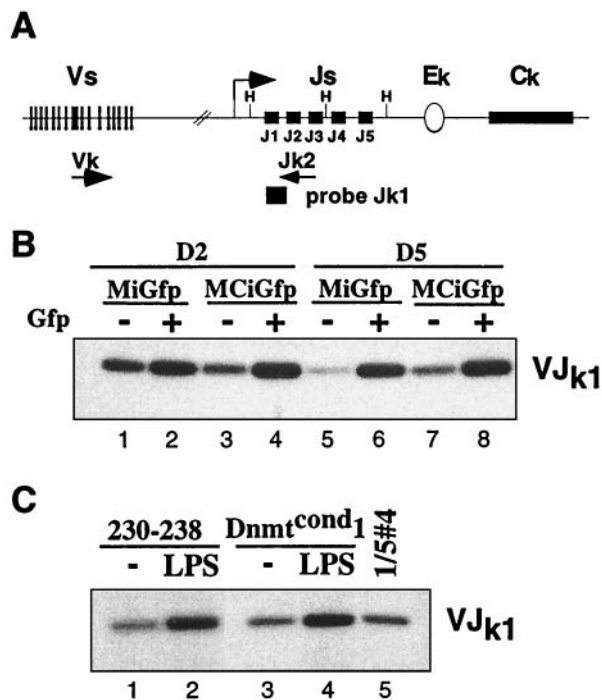 A
Vs Js Ek Ck
H H H
J1 J2 J3 J4 J5
Vk Jk2
probe Jk1
B
D2 D5
MiGfp MCiGfp MiGfp MCiGfp
Gfp - + - + - + - +
VJk1
1 2 3 4 5 6 7 8
C
230-238 Dnmtcond1 1/5#4
- LPS - LPS
VJk1
1 2 3 4 5